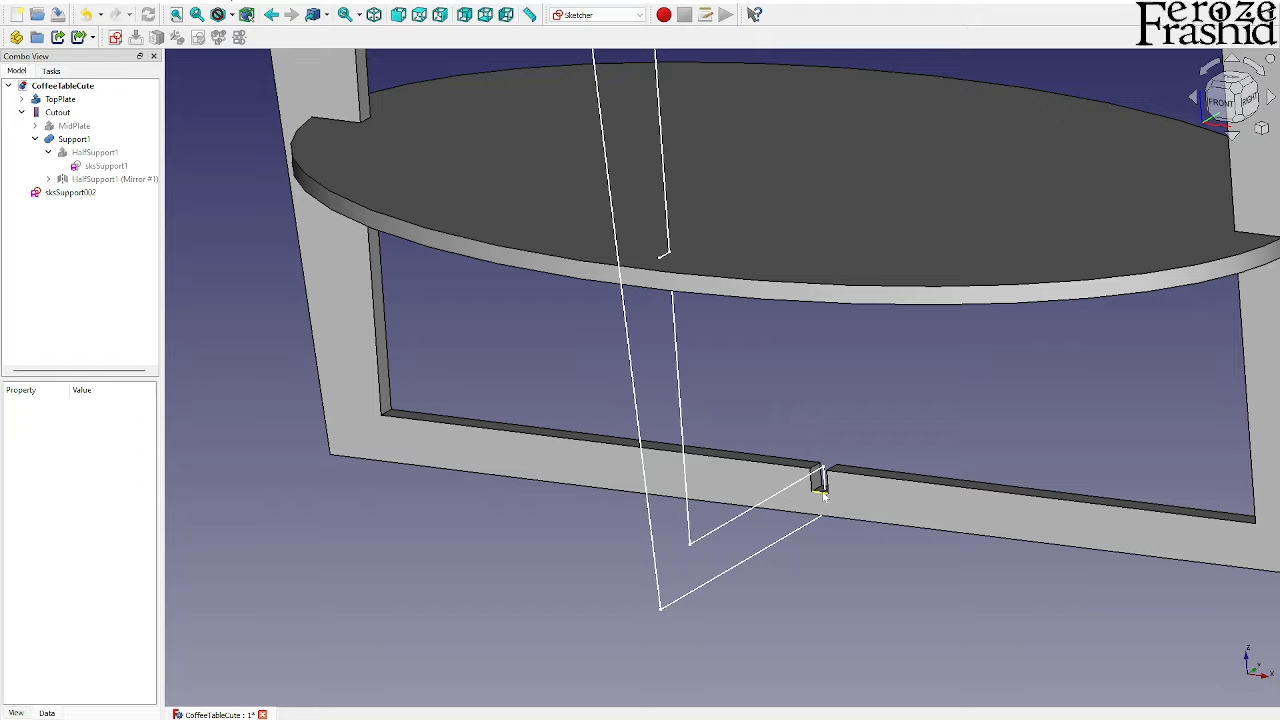 Sketcher
Feroze
Frashid
Combo View
Model
Tasks
CoffeeTableCute
TopPlate
Cutout
MidPlate
Support1
HalfSupport1
sksSupport1
HalfSupport1 (Mirror #1)
sksSupport002
FRONT
RIGHT
Property
Value
Z
Y
X
View
Data
CoffeeTableCute : 1*